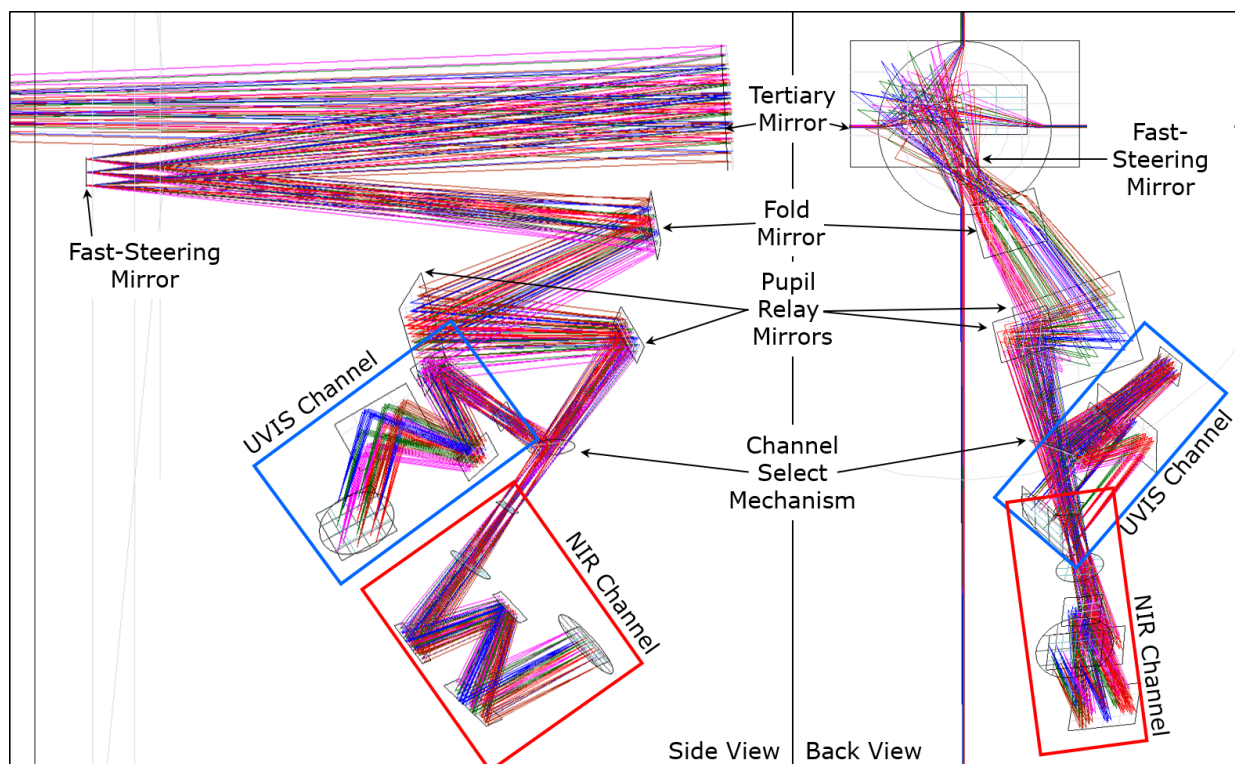 Tertiary
Mirror
Fast-
Steering
Mirror
Fast-Steering
Mirror
Fold
Mirror
Pupil
Relay
Mirrors
UVIS Channel
Channel
Select
Mechanism
UVIS Channel
NIR Channel
NIR Channel
Side View
Back View